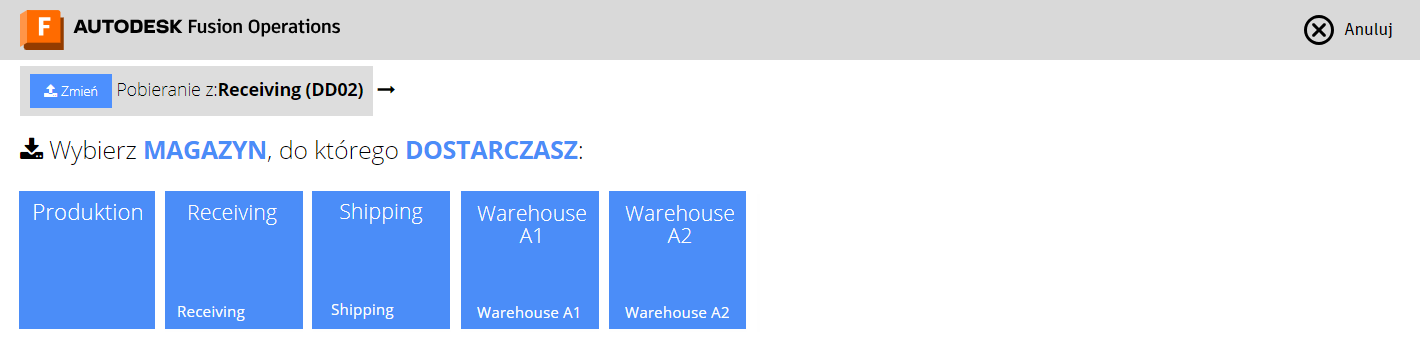 F AUTODESK Fusion Operations
Anuluj
Zmień Pobieranie z:Receiving (DD02)
Wybierz MAGAZYN, do którego DOSTARCZASZ:
Produktion
Receiving
Receiving
Shipping
Shipping
Warehouse
A1
Warehouse A1
Warehouse
A2
Warehouse A2